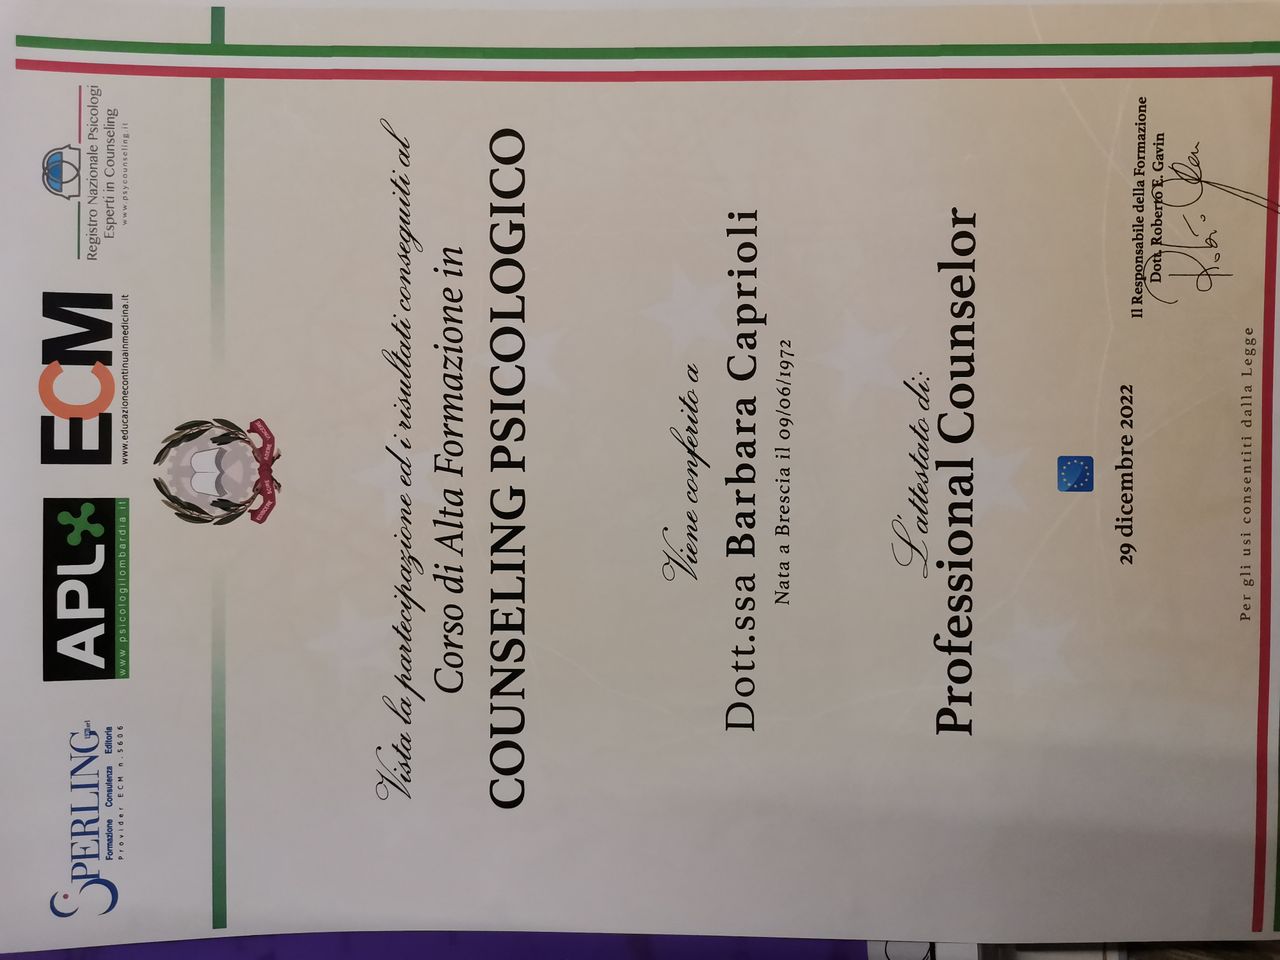 SPERLING
srl
Formazione Consulenza Editoria
Provider ECM n.5606
APL
www.psicologilombardia.it
ECM
www.educazionecontinuainmedicina.it
Registro Nazionale Psicologi
Esperti in Counseling
www.psycounseling.it
Vista la partecipazione ed i risultati conseguiti al
Corso di Alta Formazione in
COUNSELING PSICOLOGICO
Viene conferito a
Dott.ssa Barbara Caprioli
Nata a Brescia il 09/06/1972
L'attestato di:
Professional Counselor
29 dicembre 2022
Il Responsabile della Formazione
Dott. Roberto E. Gavin
Per gli usi consentiti dalla Legge